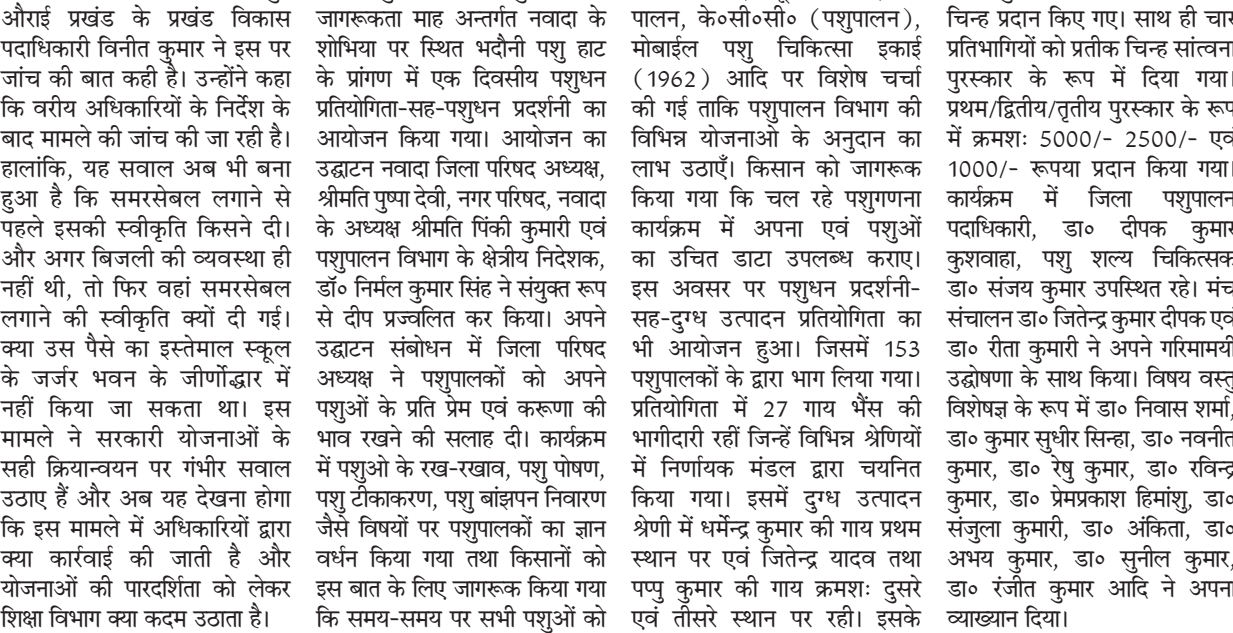 औराई प्रखंड के प्रखंड विकास
पदाधिकारी विनीत कुमार ने इस पर
जांच की बात कही है। उन्होंने कहा
कि वरीय अधिकारियों के निर्देश के
बाद मामले की जांच की जा रही है।
हालांकि, यह सवाल अब भी बना
हुआ है कि समरसेबल लगाने से
पहले इसकी स्वीकृति किसने दी।
और अगर बिजली की व्यवस्था ही
नहीं थी, तो फिर वहां समरसेबल
लगाने की स्वीकृति क्यों दी गई।
क्या उस पैसे का इस्तेमाल स्कूल
के जर्जर भवन के जीर्णोद्धार में
नहीं किया जा सकता था। इस
मामले ने सरकारी योजनाओं के
सही क्रियान्वयन पर गंभीर सवाल
उठाए हैं और अब यह देखना होगा
कि इस मामले में अधिकारियों द्वारा
क्या कार्रवाई की जाती है और
योजनाओं की पारदर्शिता को लेकर
शिक्षा विभाग क्या कदम उठाता है।
जागरूकता माह अन्तर्गत नवादा के
शोभिया पर स्थित भदौनी पशु हाट
के प्रांगण में एक दिवसीय पशुधन
प्रतियोगिता-सह-पशुधन प्रदर्शनी का
आयोजन किया गया। आयोजन का
उद्घाटन नवादा जिला परिषद अध्यक्ष,
श्रीमति पुष्पा देवी, नगर परिषद, नवादा
के अध्यक्ष श्रीमति पिंकी कुमारी एवं
पशुपालन विभाग के क्षेत्रीय निदेशक,
डॉ० निर्मल कुमार सिंह ने संयुक्त रूप
से दीप प्रज्वलित कर किया। अपने
उद्घाटन संबोधन में जिला परिषद
अध्यक्ष ने पशुपालकों को अपने
पशुओं के प्रति प्रेम एवं करूणा की
भाव रखने की सलाह दी। कार्यक्रम
में पशुओ के रख-रखाव, पशु पोषण,
पशु टीकाकरण, पशु बांझपन निवारण
जैसे विषयों पर पशुपालकों का ज्ञान
वर्धन किया गया तथा किसानों को
इस बात के लिए जागरूक किया गया
कि समय-समय पर सभी पशुओं को
पालन, के०सी०सी० (पशुपालन),
मोबाईल पशु चिकित्सा इकाई
(1962) आदि पर विशेष चर्चा
की गई ताकि पशुपालन विभाग की
विभिन्न योजनाओ के अनुदान का
लाभ उठाएँ। किसान को जागरूक
किया गया कि चल रहे पशुगणना
कार्यक्रम में अपना एवं पशुओं
का उचित डाटा उपलब्ध कराए।
इस अवसर पर पशुधन प्रदर्शनी-
सह-दुग्ध उत्पादन प्रतियोगिता का
भी आयोजन हुआ। जिसमें 153
पशुपालकों के द्वारा भाग लिया गया।
प्रतियोगिता में 27 गाय भैंस की
भागीदारी रहीं जिन्हें विभिन्न श्रेणियों
में निर्णायक मंडल द्वारा चयनित
किया गया। इसमें दुग्ध उत्पादन
श्रेणी में धर्मेन्द्र कुमार की गाय प्रथम
स्थान पर एवं जितेन्द्र यादव तथा
पप्पु कुमार की गाय क्रमशः दुसरे
एवं तीसरे स्थान पर रही। इसके
चिन्ह प्रदान किए गए। साथ ही चार
प्रतिभागियों को प्रतीक चिन्ह सांत्वना
पुरस्कार के रूप में दिया गया।
प्रथम/द्वितीय/तृतीय पुरस्कार के रूप
में क्रमशः 5000/- 2500/- एवं
1000/- रूपया प्रदान किया गया।
कार्यक्रम में जिला पशुपालन
पदाधिकारी, डा० दीपक कुमार
कुशवाहा, पशु शल्य चिकित्सक
डा० संजय कुमार उपस्थित रहे। मंच
संचालन डा० जितेन्द्र कुमार दीपक एवं
डा० रीता कुमारी ने अपने गरिमामयी
उद्घोषणा के साथ किया। विषय वस्तु
विशेषज्ञ के रूप में डा० निवास शर्मा,
डा० कुमार सुधीर सिन्हा, डा० नवनीत
कुमार, डा० रेषु कुमार, डा० रविन्द्र
कुमार, डा० प्रेमप्रकाश हिमांशु, डा०
संजुला कुमारी, डा० अंकिता, डा०
अभय कुमार, डा० सुनील कुमार,
डा० रंजीत कुमार आदि ने अपना
व्याख्यान दिया।